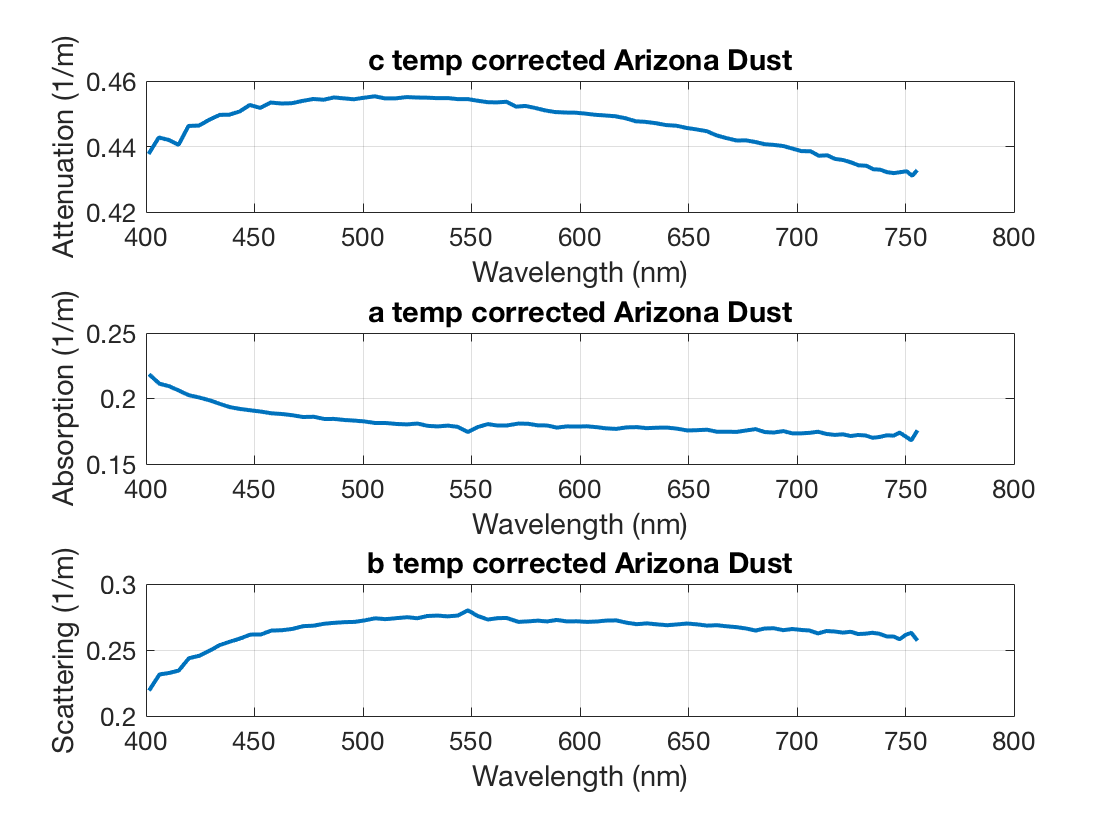 c temp corrected Arizona Dust
Attenuation (1/m)
0.46
0.44
0.42
400 450 500 550 600 650 700 750 800
Wavelength (nm)
a temp corrected Arizona Dust
Absorption (1/m)
0.25
0.2
0.15
400 450 500 550 600 650 700 750 800
Wavelength (nm)
b temp corrected Arizona Dust
Scattering (1/m)
0.3
0.25
0.2
400 450 500 550 600 650 700 750 800
Wavelength (nm)